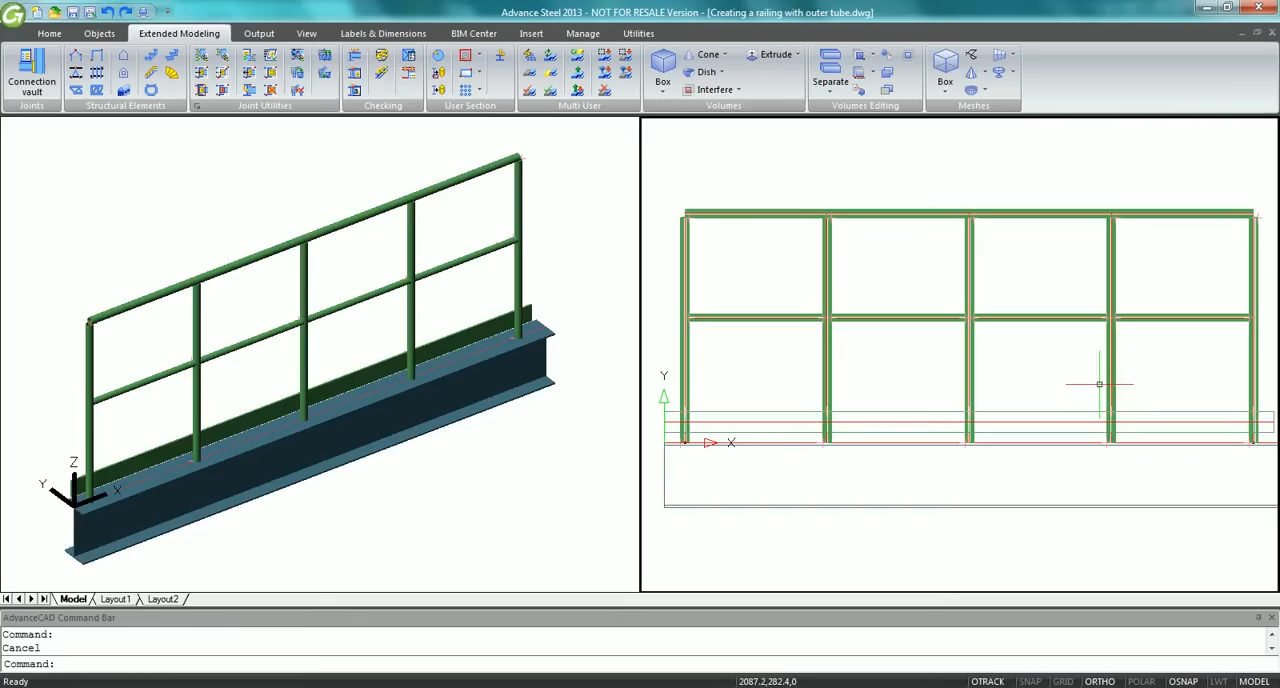 Advance Steel 2013 - NOT FOR RESALE Version - [Creating a railing with outer tube.dwg]
Home Objects Extended Modeling Output View Labels & Dimensions BIM Center Insert Manage Utilities
Connection vault
Box
Cone
Dish
Interfere
Extrude
Separate
Box
Joints Structural Elements Joint Utilities Checking User Section Multi User Volumes Volumes Editing Meshes
Z
Y
X
Y
X
Model Layout1 Layout2
AdvanceCAD Command Bar
Command:
Cancel
Command:
Ready 2087.2,282.4,0 OTRACK SNAP GRID ORTHO POLAR OSNAP LWT MODEL